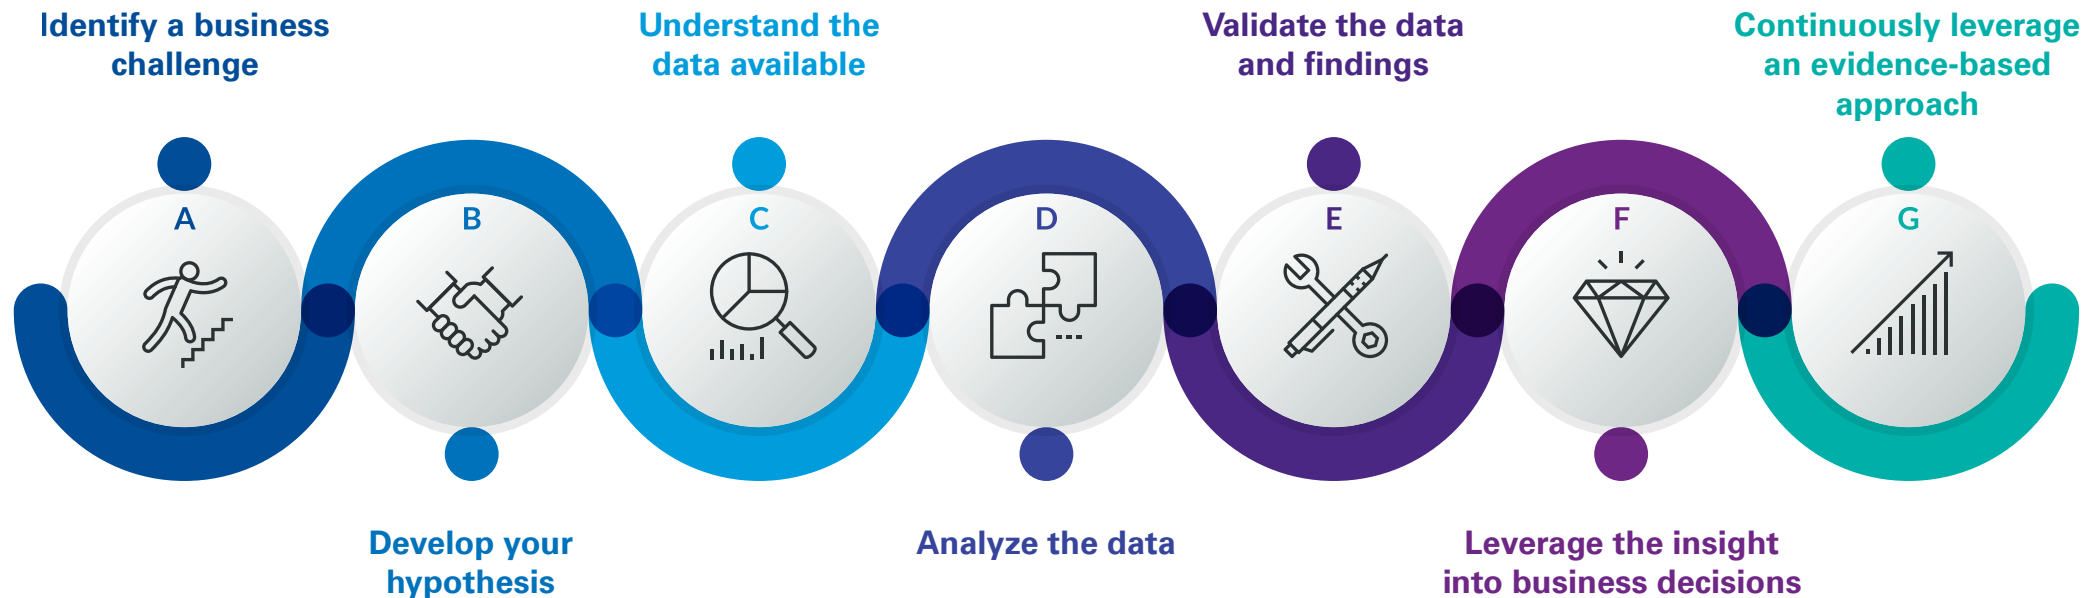 Identify a business
challenge
Understand the
data available
Validate the data
and findings
Continuously leverage
an evidence-based
approach
A
B
C
D
E
F
G
Develop your
hypothesis
Analyze the data
Leverage the insight
into business decisions